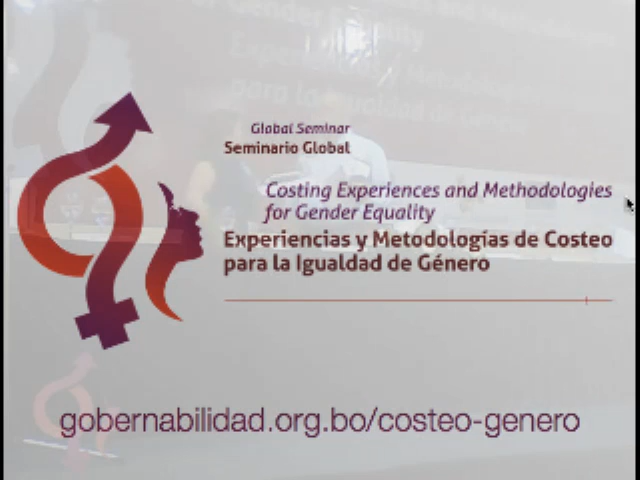 Global Seminar
Seminario Global
Costing Experiences and Methodologies
for Gender Equality
Experiencias y Metodologías de Costeo
para la Igualdad de Género
gobernabilidad.org.bo/costeo-genero